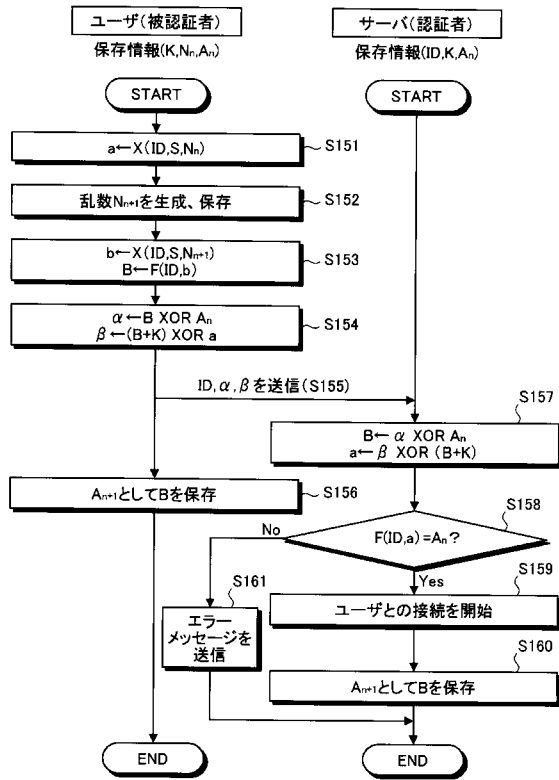 ユーザ(被認証者)
保存情報(K,Nn,An)
START
a←X(ID,S,Nn)
S151
乱数Nn+1を生成、保存
S152
b←X(ID,S,Nn+1)
B←F(ID,b)
S153
α←B XOR An
β←(B+K) XOR a
S154
ID,α,βを送信(S155)
An+1としてBを保存
S156
END
サーバ(認証者)
保存情報(ID,K,An)
START
S157
B←α XOR An
a←β XOR (B+K)
S158
F(ID,a)=An?
No
Yes
S161
エラー
メッセージを
送信
S159
ユーザとの接続を開始
S160
An+1としてBを保存
END